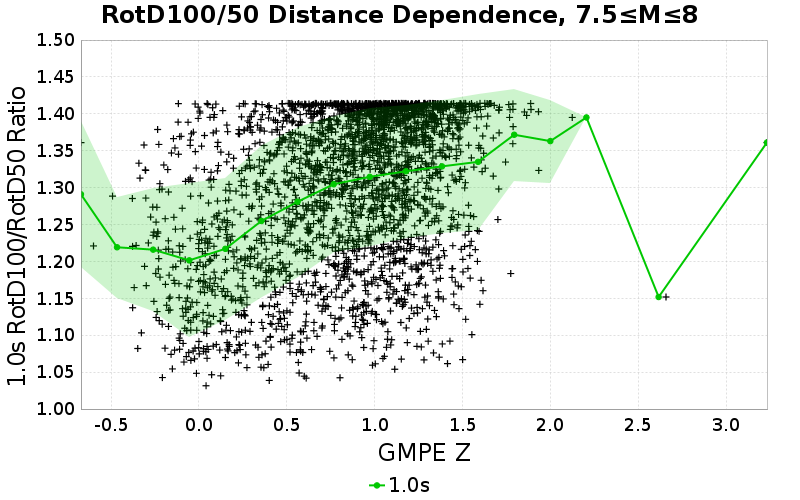 RotD100/50 Distance Dependence, 7.5≤M≤8
1.0s RotD100/RotD50 Ratio
1.50
1.45
1.40
1.35
1.30
1.25
1.20
1.15
1.10
1.05
1.00
-0.5 0.0 0.5 1.0 1.5 2.0 2.5 3.0
GMPE Z
1.0s